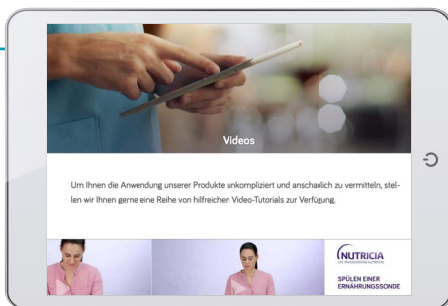 Videos
Um Ihnen die Anwendung unserer Produkte unkompliziert und anschaulich zu vermitteln, stel-
len wir Ihnen gerne eine Reihe von hilfreicher Video-Tutorials zur Verfügung.
NUTRICIA
SPÜLEN EINER
ERNÄHRUNGSSONDE